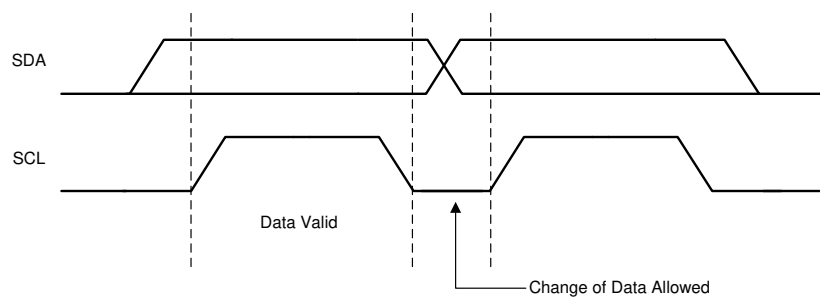 SDA
SCL
Data Valid
Change of Data Allowed